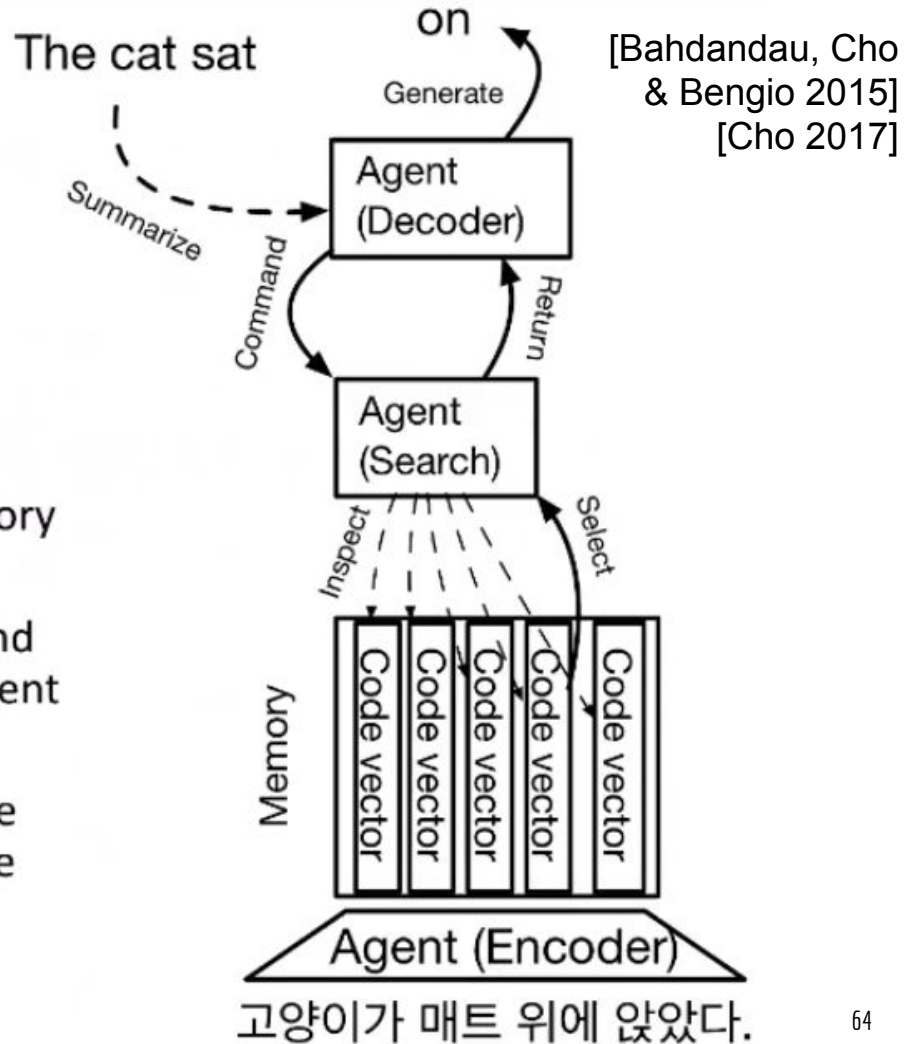 on
The cat sat
[Bahdandau, Cho
& Bengio 2015]
[Cho 2017]
Generate
Summarize
Agent
(Decoder)
Command
Return
Agent
(Search)
ory
nd
ent
e
e
Inspect
Select
Memory
Code vector
Code vector
Code vector
Code vector
Code vector
Agent (Encoder)
고양이가 매트 위에 앉았다.
64